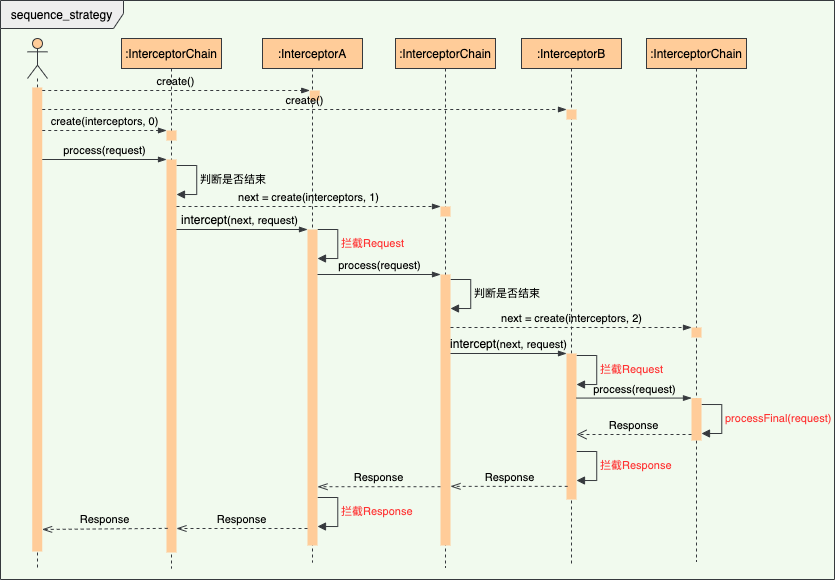 sequence_strategy
:InterceptorChain
:InterceptorA
:InterceptorChain
:InterceptorB
:InterceptorChain
create()
create()
create(interceptors, 0)
process(request)
判断是否结束
next = create(interceptors, 1)
intercept(next, request)
拦截Request
process(request)
判断是否结束
next = create(interceptors, 2)
intercept(next, request)
拦截Request
process(request)
processFinal(request)
Response
拦截Response
Response
Response
拦截Response
Response
Response